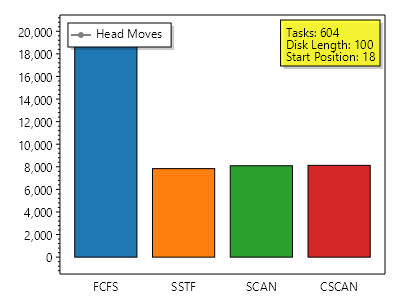 20,000
18,000
16,000
14,000
12,000
10,000
8,000
6,000
4,000
2,000
0
Head Moves
Tasks: 604
Disk Length: 100
Start Position: 18
FCFS
SSTF
SCAN
CSCAN